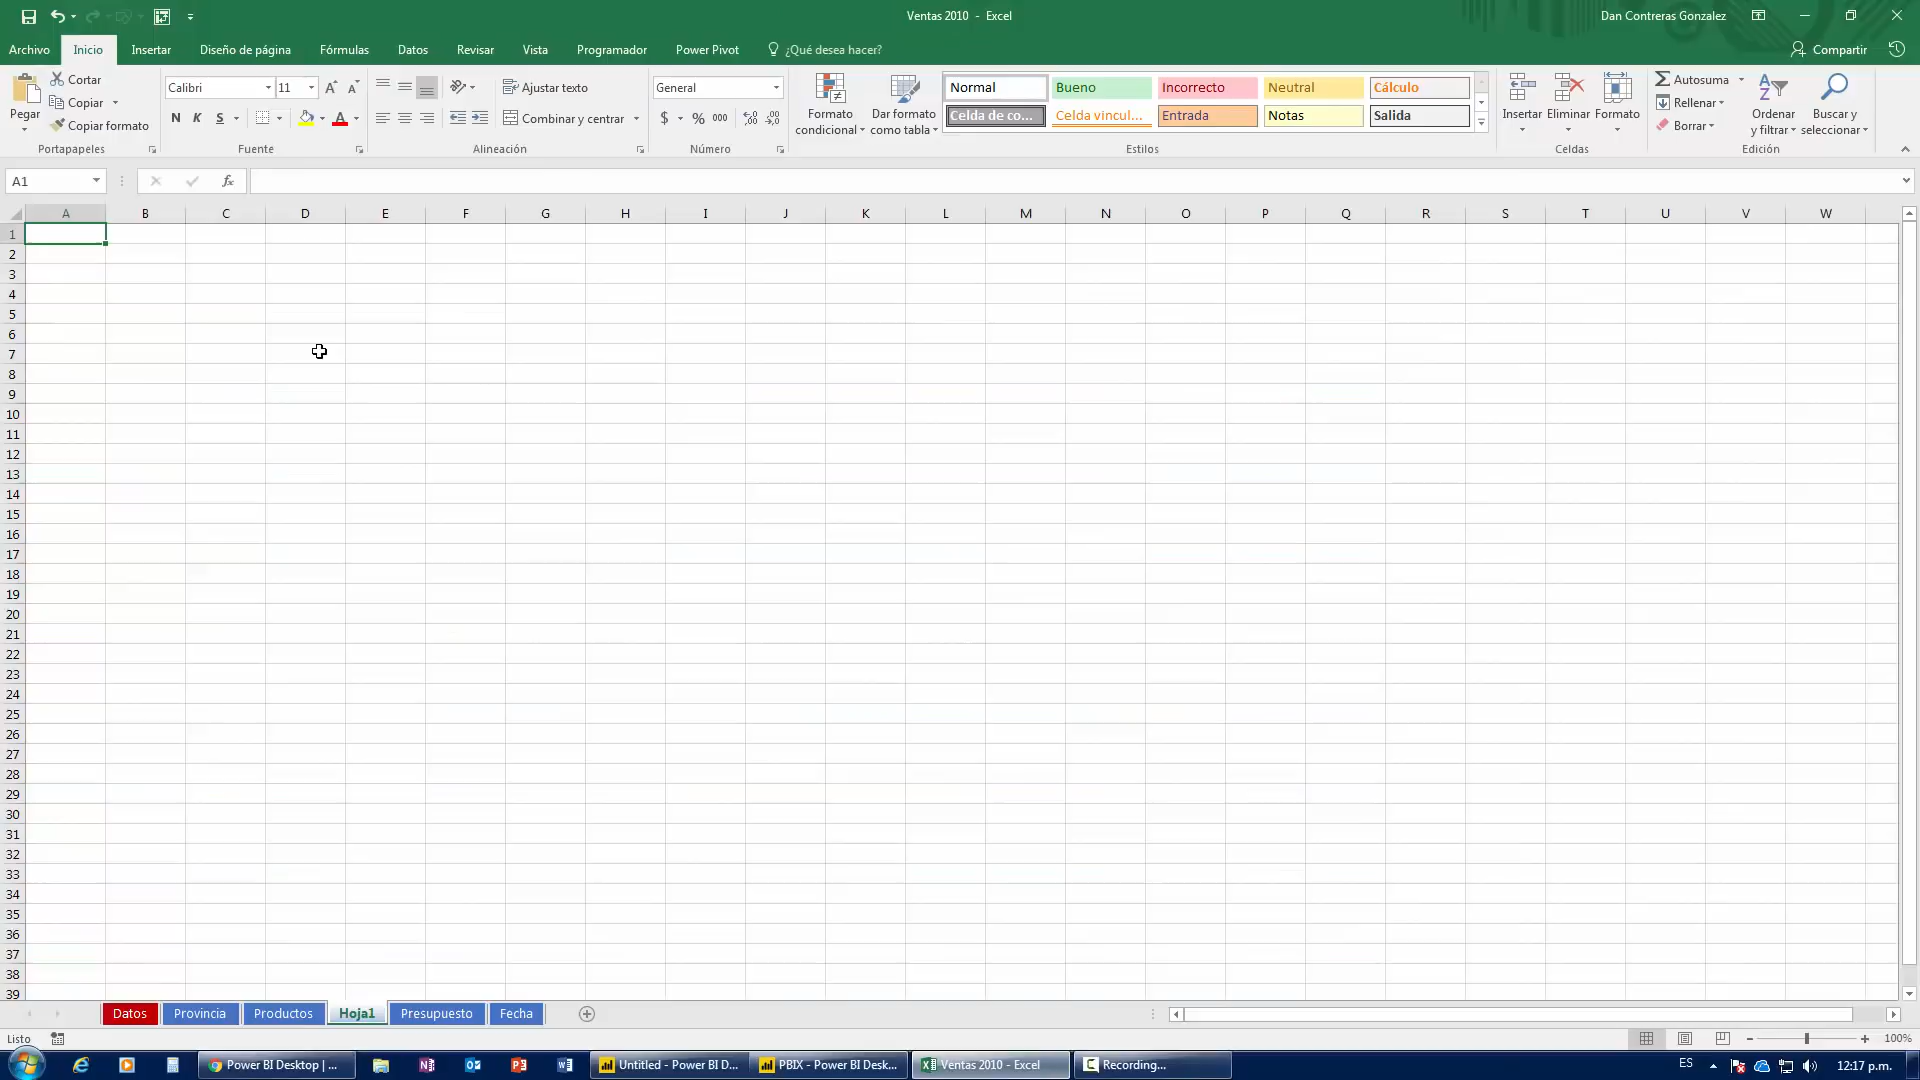 Ventas 2010 - Excel
Dan Contreras Gonzalez
Archivo Inicio Insertar Diseño de página Fórmulas Datos Revisar Vista Programador Power Pivot ¿Qué desea hacer? Compartir
Pegar
Cortar
Copiar
Copiar formato
Portapapeles
Calibri 11
N K S
Fuente
Ajustar texto
Combinar y centrar
Alineación
General
$ % 000
Número
Formato condicional
Dar formato como tabla
Normal Bueno Incorrecto Neutral Cálculo
Celda de co... Celda vincul... Entrada Notas Salida
Estilos
Insertar Eliminar Formato
Celdas
Autosuma
Rellenar
Borrar
Ordenar y filtrar
Buscar y seleccionar
Edición
A1
fx
A B C D E F G H I J K L M N O P Q R S T U V W
1
2
3
4
5
6
7
8
9
10
11
12
13
14
15
16
17
18
19
20
21
22
23
24
25
26
27
28
29
30
31
32
33
34
35
36
37
38
39
Datos Provincia Productos Hoja1 Presupuesto Fecha
Listo
100%
Power BI Desktop | ...
Untitled - Power BI D...
PBIX - Power BI Desk...
Ventas 2010 - Excel
Recording...
ES
12:17 p.m.